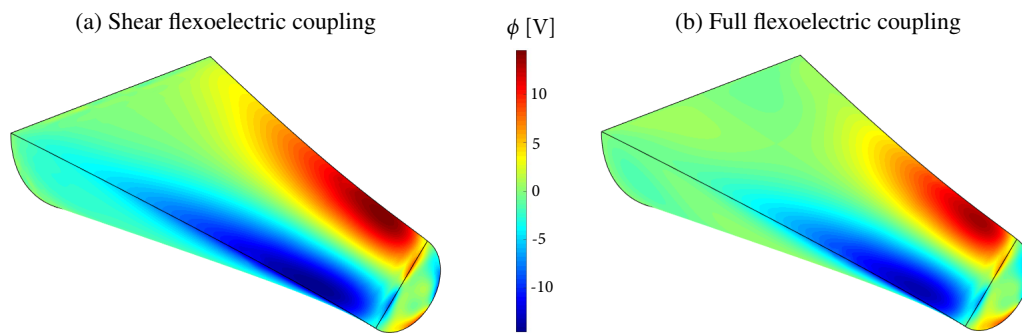 (a) Shear flexoelectric coupling
ϕ [V]
(b) Full flexoelectric coupling
10
5
0
-5
-10